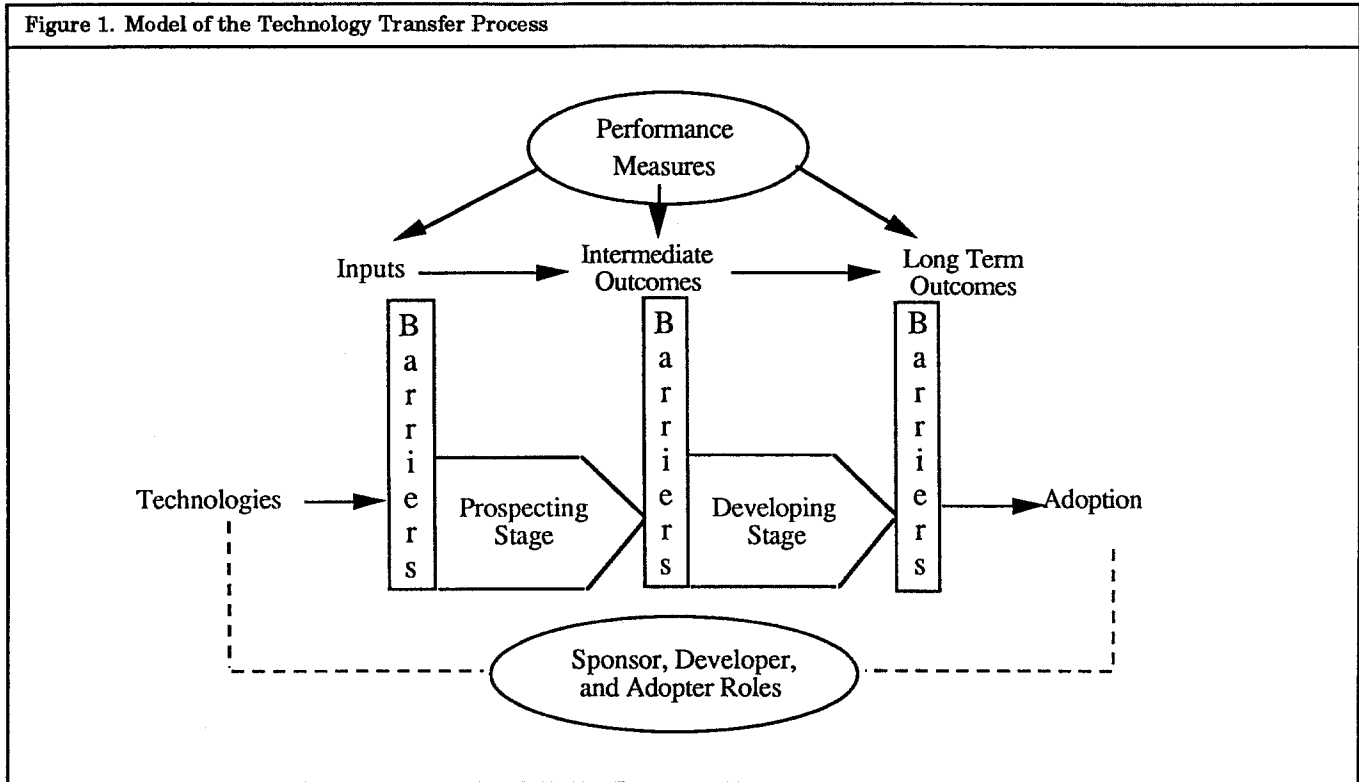 Figure 1. Model of the Technology Transfer Process
Performance
Measures
Inputs
Intermediate
Outcomes
Long Term
Outcomes
Barriers
Barriers
Barriers
Technologies
Prospecting
Stage
Developing
Stage
Adoption
Sponsor, Developer,
and Adopter Roles